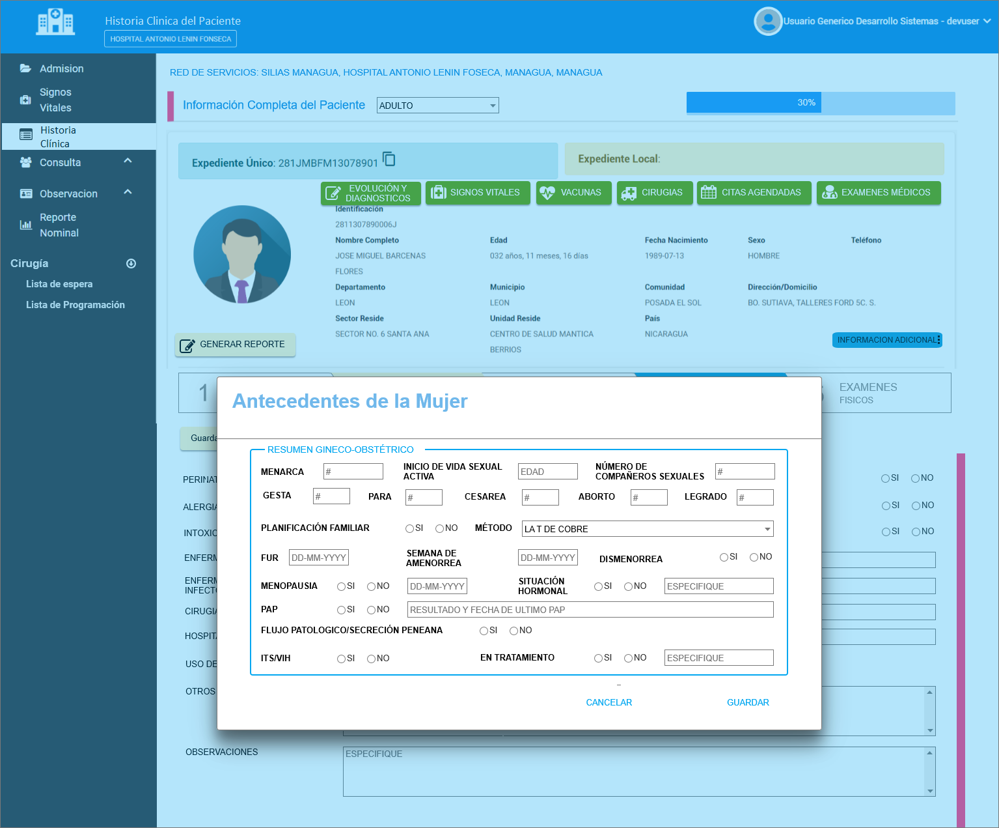 Historia Clinica del Paciente
HOSPITAL ANTONIO LENIN FONSECA
Usuario Generico Desarrollo Sistemas - devuser
Admision
Signos
Vitales
Historia
Clínica
Consulta
Observacion
Reporte
Nominal
Cirugía
Lista de espera
Lista de Programación
RED DE SERVICIOS: SILIAS MANAGUA, HOSPITAL ANTONIO LENIN FOSECA, MANAGUA, MANAGUA
Información Completa del Paciente ADULTO
30%
Expediente Único: 281JMBFM13078901
Expediente Local:
EVOLUCIÓN Y
DIAGNOSTICOS
SIGNOS VITALES
VACUNAS
CIRUGIAS
CITAS AGENDADAS
EXAMENES MÉDICOS
Identificación
2811307890006J
Nombre Completo Edad Fecha Nacimiento Sexo Teléfono
JOSE MIGUEL BARCENAS 032 años, 11 meses, 16 días 1989-07-13 HOMBRE
FLORES
Departamento Municipio Comunidad Dirección/Domicilio
LEON LEON POSADA EL SOL BO. SUTIAVA, TALLERES FORD 5C. S.
Sector Reside Unidad Reside País
SECTOR NO. 6 SANTA ANA CENTRO DE SALUD MANTICA NICARAGUA
BERRIOS
GENERAR REPORTE
INFORMACION ADICIONAL
1
EXAMENES
FISICOS
Guarda
Antecedentes de la Mujer
RESUMEN GINECO-OBSTÉTRICO
MENARCA # INICIO DE VIDA SEXUAL
ACTIVA EDAD NÚMERO DE
COMPAÑEROS SEXUALES #
GESTA # PARA # CESAREA # ABORTO # LEGRADO #
PLANIFICACIÓN FAMILIAR SI NO MÉTODO LA T DE COBRE
FUR DD-MM-YYYY SEMANA DE
AMENORREA DD-MM-YYYY DISMENORREA SI NO
MENOPAUSIA SI NO DD-MM-YYYY SITUACIÓN
HORMONAL SI NO ESPECIFIQUE
PAP SI NO RESULTADO Y FECHA DE ULTIMO PAP
FLUJO PATOLOGICO/SECRECIÓN PENEANA SI NO
ITS/VIH SI NO EN TRATAMIENTO SI NO ESPECIFIQUE
CANCELAR GUARDAR
PERINAT SI NO
ALERGIA SI NO
INTOXIC SI NO
ENFERM
ENFERM
INFECTO
CIRUGIA
HOSPITA
USO DE
OTROS
OBSERVACIONES ESPECIFIQUE